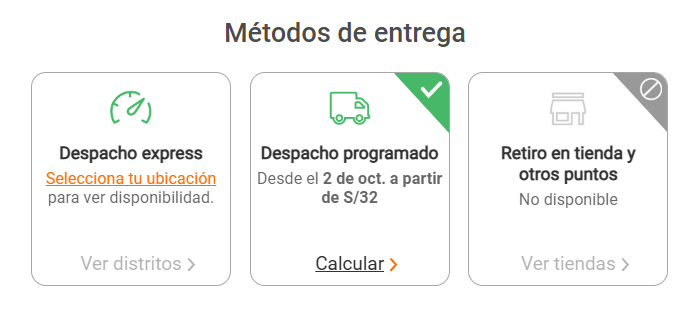 Métodos de entrega
Despacho express
Selecciona tu ubicación
para ver disponibilidad.
Ver distritos
Despacho programado
Desde el 2 de oct. a partir
de S/32
Calcular
Retiro en tienda y
otros puntos
No disponible
Ver tiendas